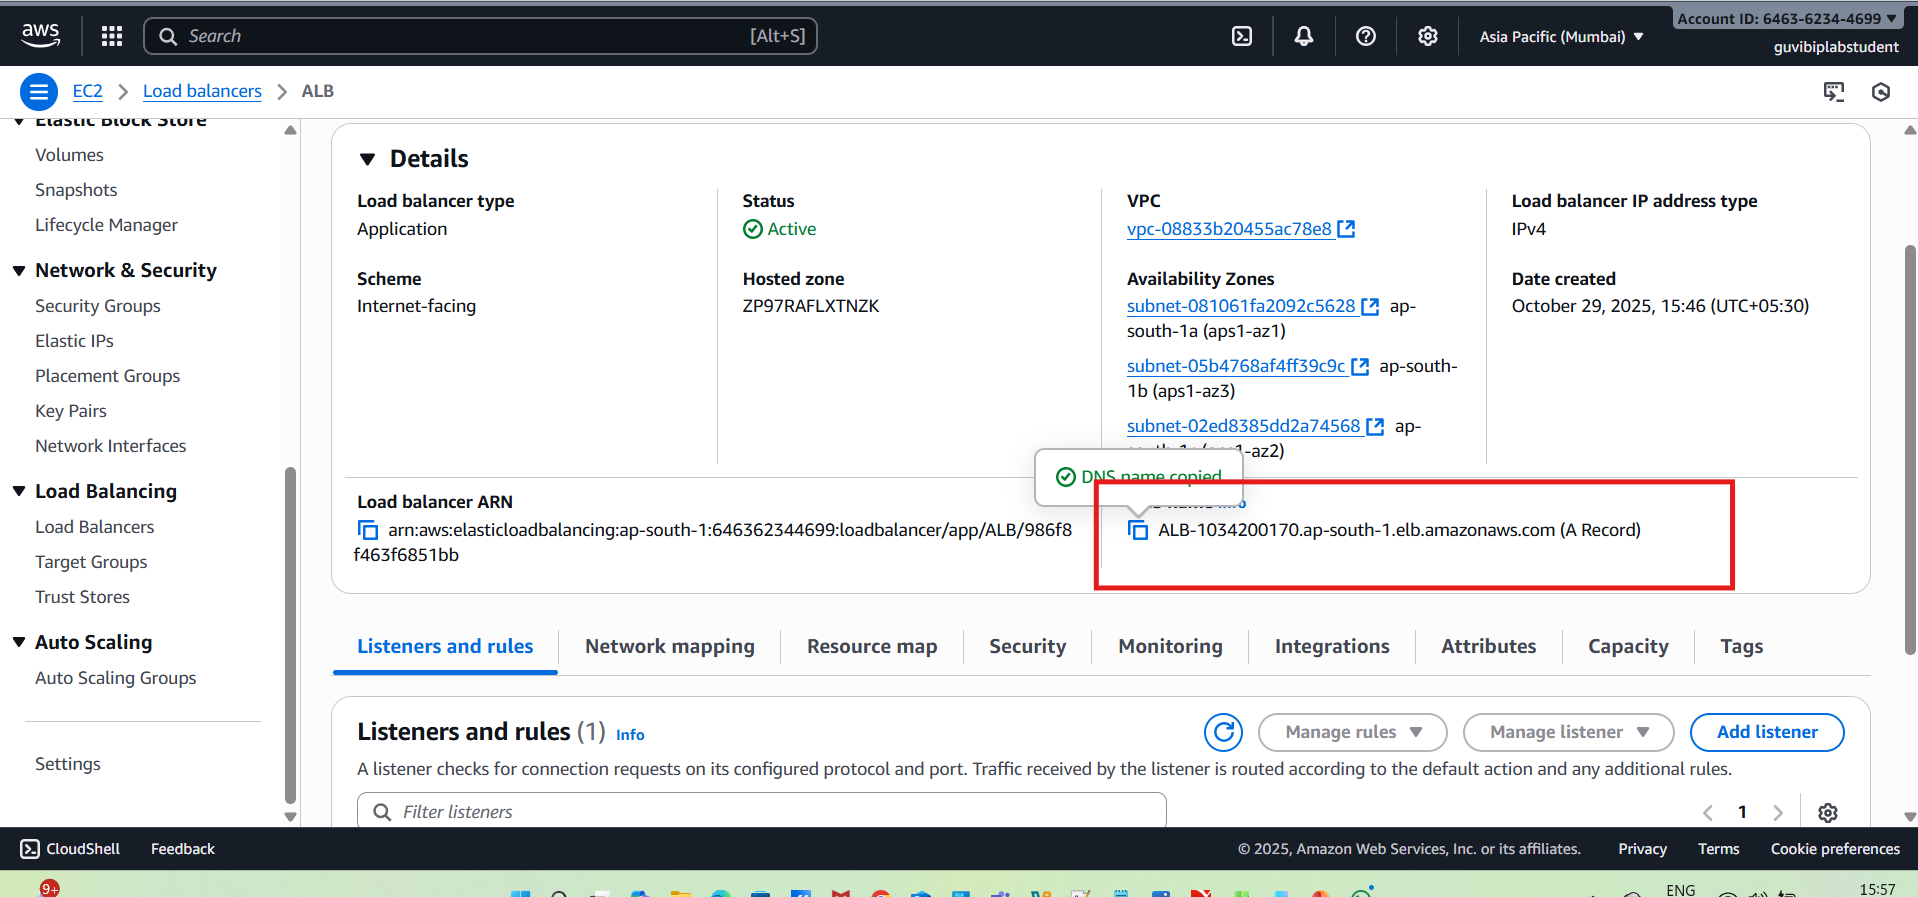 aws
Search
[Alt+S]
Asia Pacific (Mumbai)
Account ID: 6463-6234-4699
guvibiplabstudent
EC2
Load balancers
ALB
Elastic Block Store
Volumes
Snapshots
Lifecycle Manager
Network & Security
Security Groups
Elastic IPs
Placement Groups
Key Pairs
Network Interfaces
Load Balancing
Load Balancers
Target Groups
Trust Stores
Auto Scaling
Auto Scaling Groups
Settings
Details
Load balancer type
Application
Status
Active
VPC
vpc-08833b20455ac78e8
Load balancer IP address type
IPv4
Scheme
Internet-facing
Hosted zone
ZP97RAFLXTNZK
Availability Zones
subnet-081061fa2092c5628 ap-
south-1a (aps1-az1)
subnet-05b4768af4ff39c9c ap-south-
1b (aps1-az3)
subnet-02ed8385dd2a74568 ap-
1-az2)
Date created
October 29, 2025, 15:46 (UTC+05:30)
DNS name copied
Load balancer ARN
arn:aws:elasticloadbalancing:ap-south-1:646362344699:loadbalancer/app/ALB/986f8
f463f6851bb
ALB-1034200170.ap-south-1.elb.amazonaws.com (A Record)
Listeners and rules
Network mapping
Resource map
Security
Monitoring
Integrations
Attributes
Capacity
Tags
Listeners and rules (1) Info
Manage rules
Manage listener
Add listener
A listener checks for connection requests on its configured protocol and port. Traffic received by the listener is routed according to the default action and any additional rules.
Filter listeners
1
CloudShell
Feedback
© 2025, Amazon Web Services, Inc. or its affiliates.
Privacy
Terms
Cookie preferences
9+
ENG
15:57